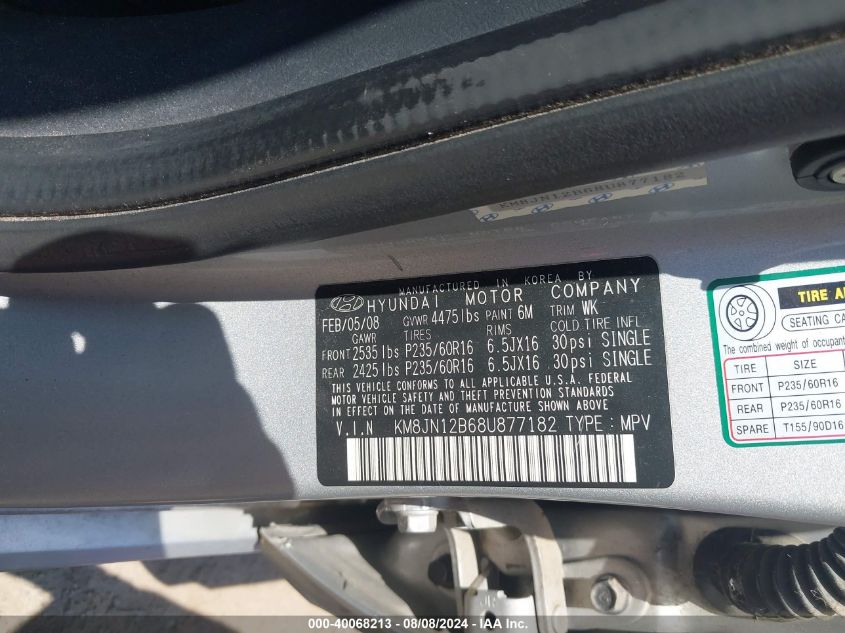 KM8JN12B68U877182
MANUFACTURED IN KOREA BY
HYUNDAI MOTOR COMPANY
FEB/05/08 GVWR 4475lbs PAINT 6M TRIM WK
GAWR TIRES RIMS COLD TIRE INFL
FRONT 2535lbs P235/60R16 6.5JX16 30psi SINGLE
REAR 2425lbs P235/60R16 6.5JX16 30psi SINGLE
THIS VEHICLE CONFORMS TO ALL APPLICABLE U.S.A. FEDERAL
MOTOR VEHICLE SAFETY AND THEFT PREVENTION STANDARDS
IN EFFECT ON THE DATE OF MANUFACTURE SHOWN ABOVE
V.I.N KM8JN12B68U877182 TYPE : MPV
TIRE
SEATING
The combined weight of
TIRE SIZE
FRONT P235/60R16
REAR P235/60R16
SPARE T155/90D16
000-40068213 - 08/08/2024 - IAA Inc.